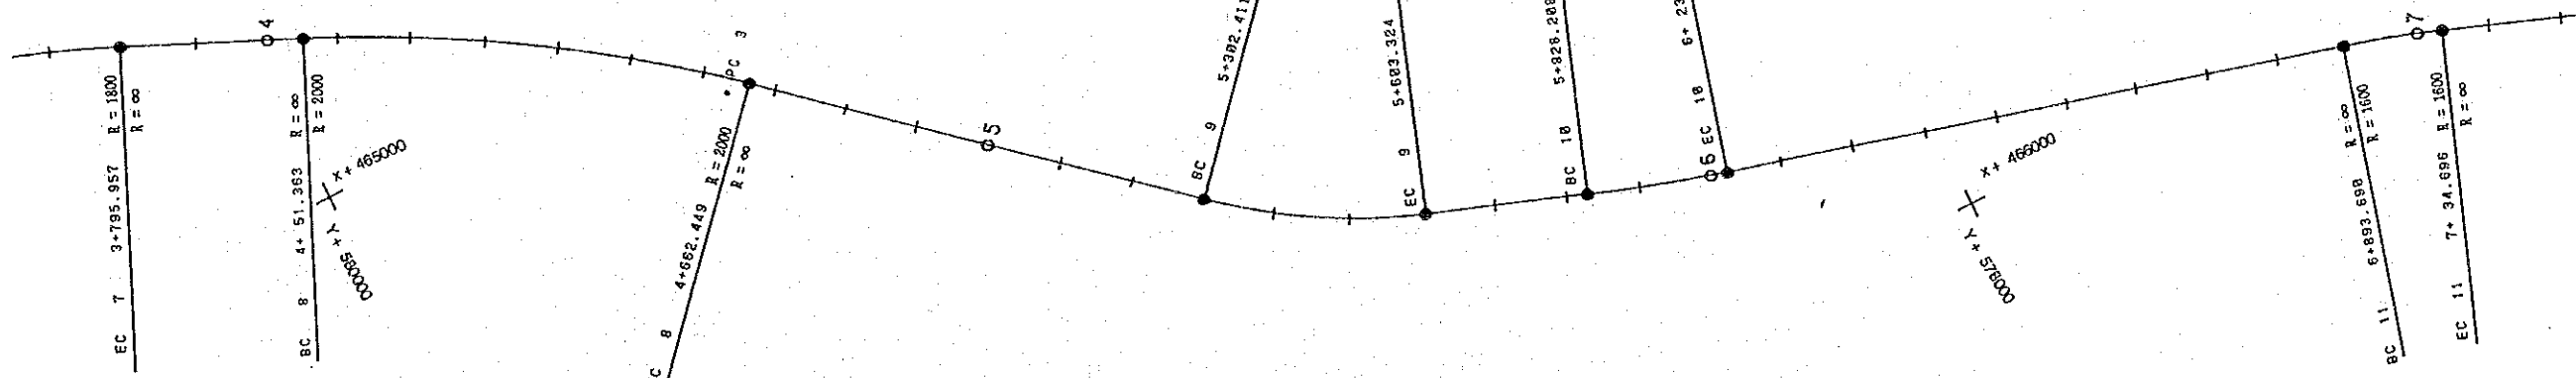 EC 7 3+795.957 R = 1800
R = ∞
4
BC 8 4+ 51.363 R = ∞
R = 2000
X+ 465000
+Y 580000
PC 3
C 8 4+662.449 R = 2000
R = ∞
5
BC 9 5+302.411
EC 9 5+603.324
BC 10 5+828.208
6
EC 10 6+ 23
X+ 466000
+Y 578000
BC 11 6+893.690 R = ∞
R = 1600
7
EC 11 7+ 34.696 R = 1600
R = ∞